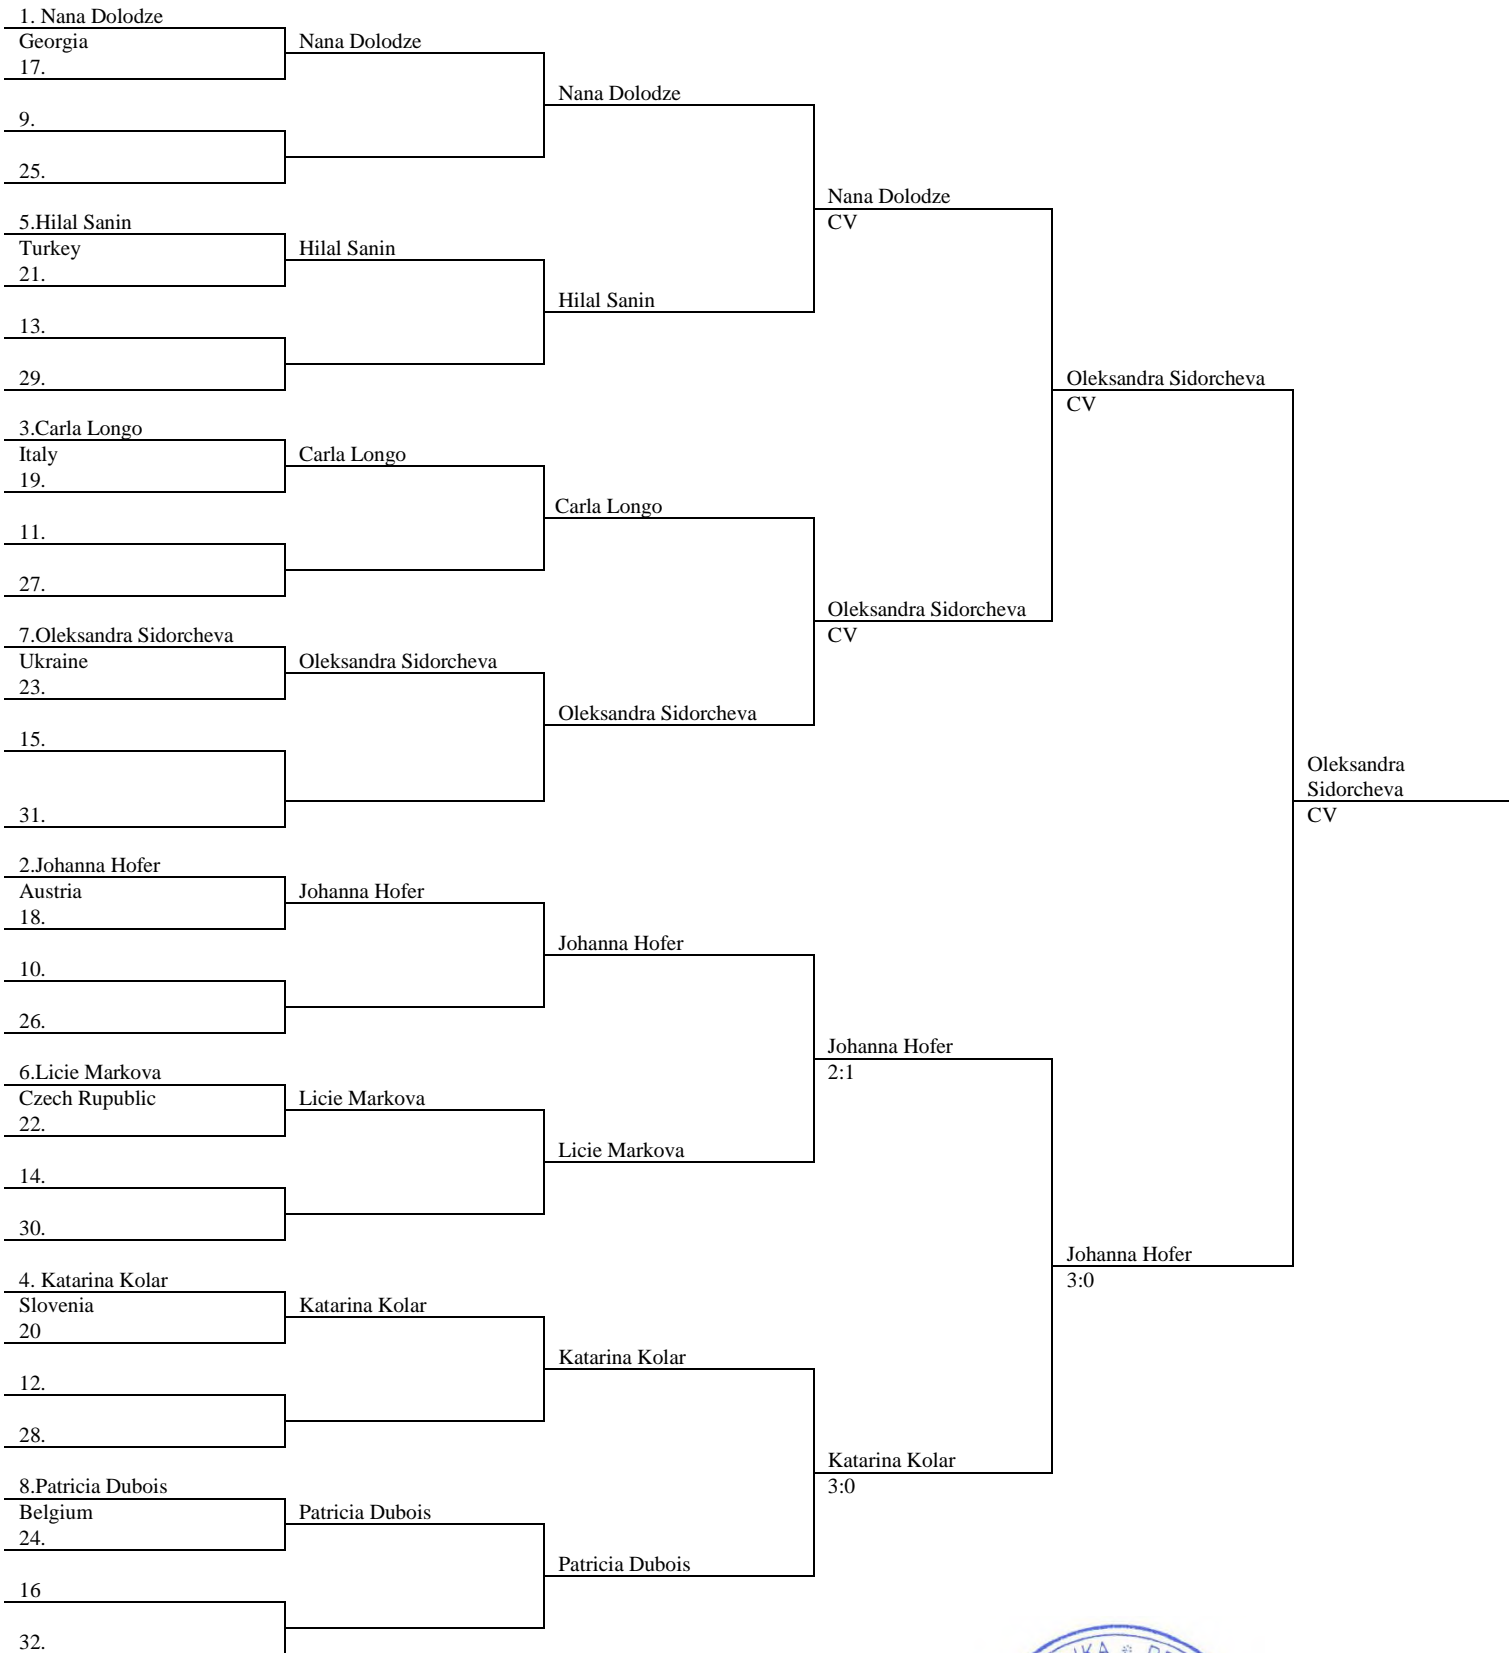 1. Nana Dolodze
Georgia
17.
9.
25.
5.Hilal Sanin
Turkey
21.
13.
29.
3.Carla Longo
Italy
19.
11.
27.
7.Oleksandra Sidorcheva
Ukraine
23.
15.
31.
2.Johanna Hofer
Austria
18.
10.
26.
6.Licie Markova
Czech Rupublic
22.
14.
30.
4. Katarina Kolar
Slovenia
20
12.
28.
8.Patricia Dubois
Belgium
24.
16
32.
Nana Dolodze
Hilal Sanin
Carla Longo
Oleksandra Sidorcheva
Johanna Hofer
Licie Markova
Katarina Kolar
Patricia Dubois
Nana Dolodze
Hilal Sanin
Carla Longo
Oleksandra Sidorcheva
Johanna Hofer
Licie Markova
Katarina Kolar
Patricia Dubois
Nana Dolodze
CV
Oleksandra Sidorcheva
CV
Johanna Hofer
2:1
Katarina Kolar
3:0
Oleksandra Sidorcheva
CV
Johanna Hofer
3:0
Oleksandra
Sidorcheva
CV